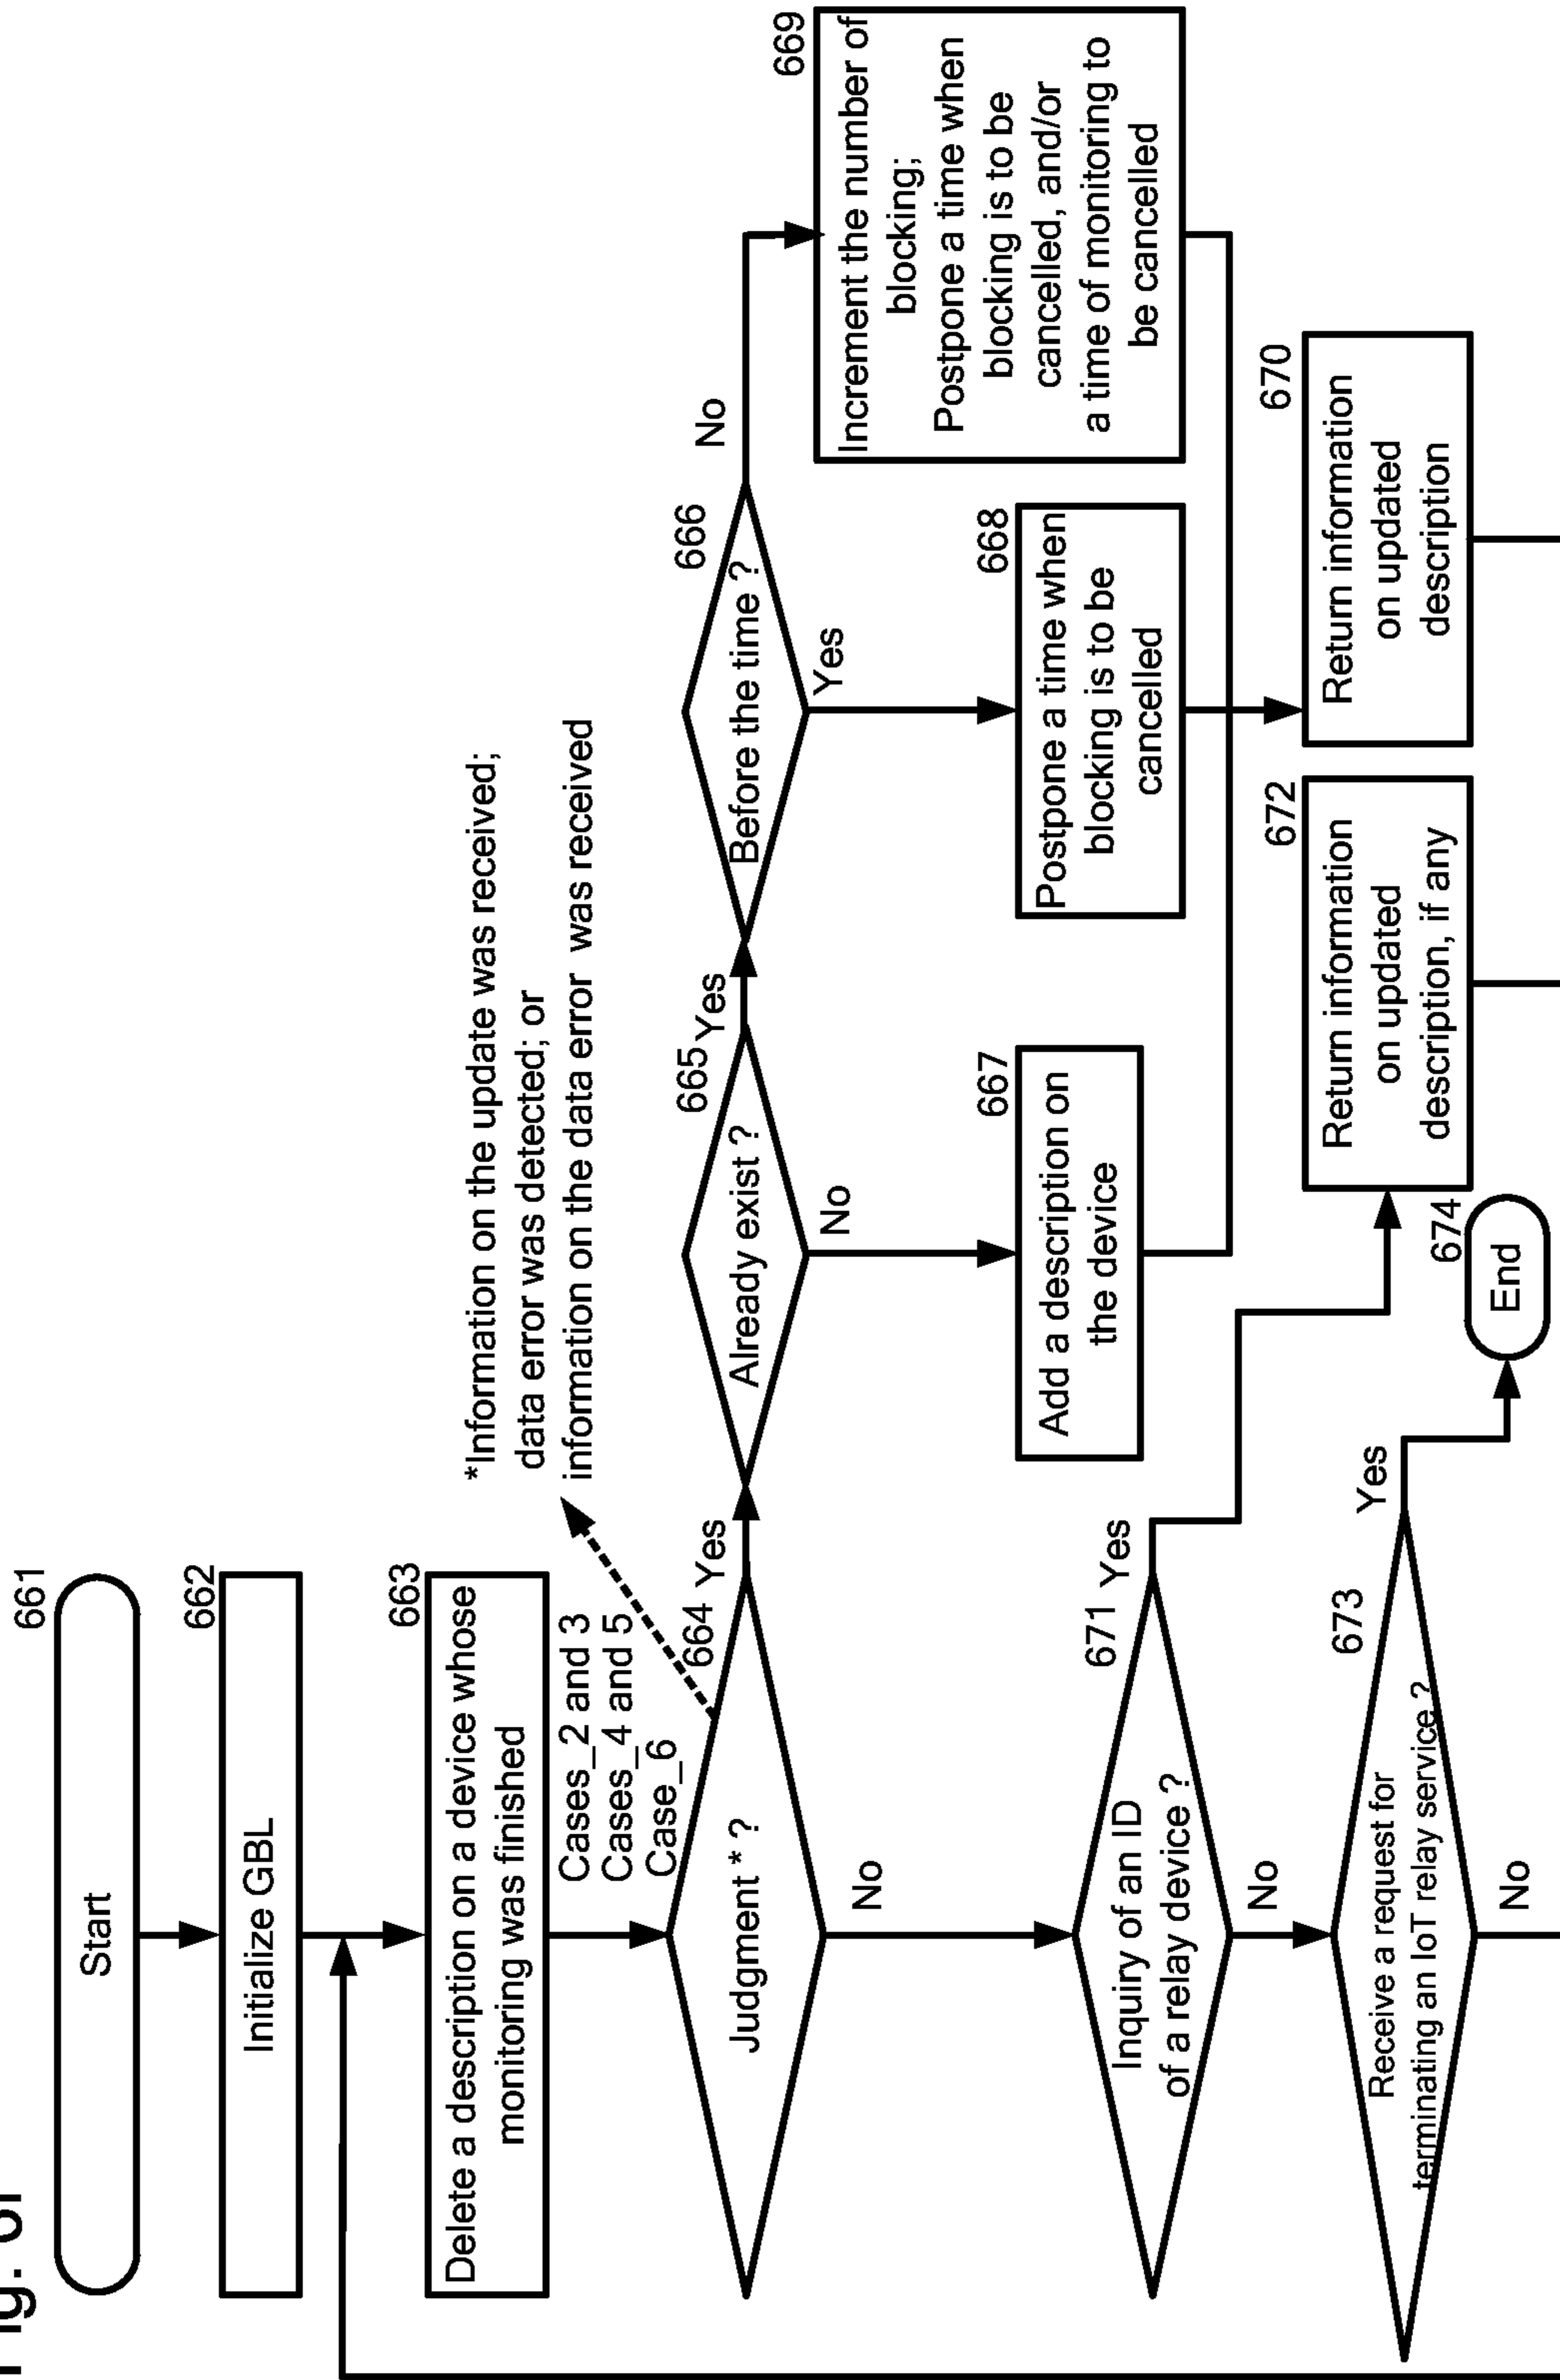 661
Start
662
Initialize GBL
663
Delete a description on a device whose
monitoring was finished
Cases_2 and 3
Cases_4 and 5
Case_6
*Information on the update was received;
data error was detected; or
information on the data error was received
664
Judgment * ?
Yes
No
665
Already exist ?
Yes
No
666
Before the time ?
No
Yes
667
Add a description on
the device
668
Postpone a time when
blocking is to be
cancelled
669
Increment the number of
blocking;
Postpone a time when
blocking is to be
cancelled, and/or
a time of monitoring to
be cancelled
670
Return information
on updated
description
671
Inquiry of an ID
of a relay device ?
Yes
No
672
Return information
on updated
description, if any
673
Receive a request for
terminating an IoT relay service ?
Yes
No
674
End